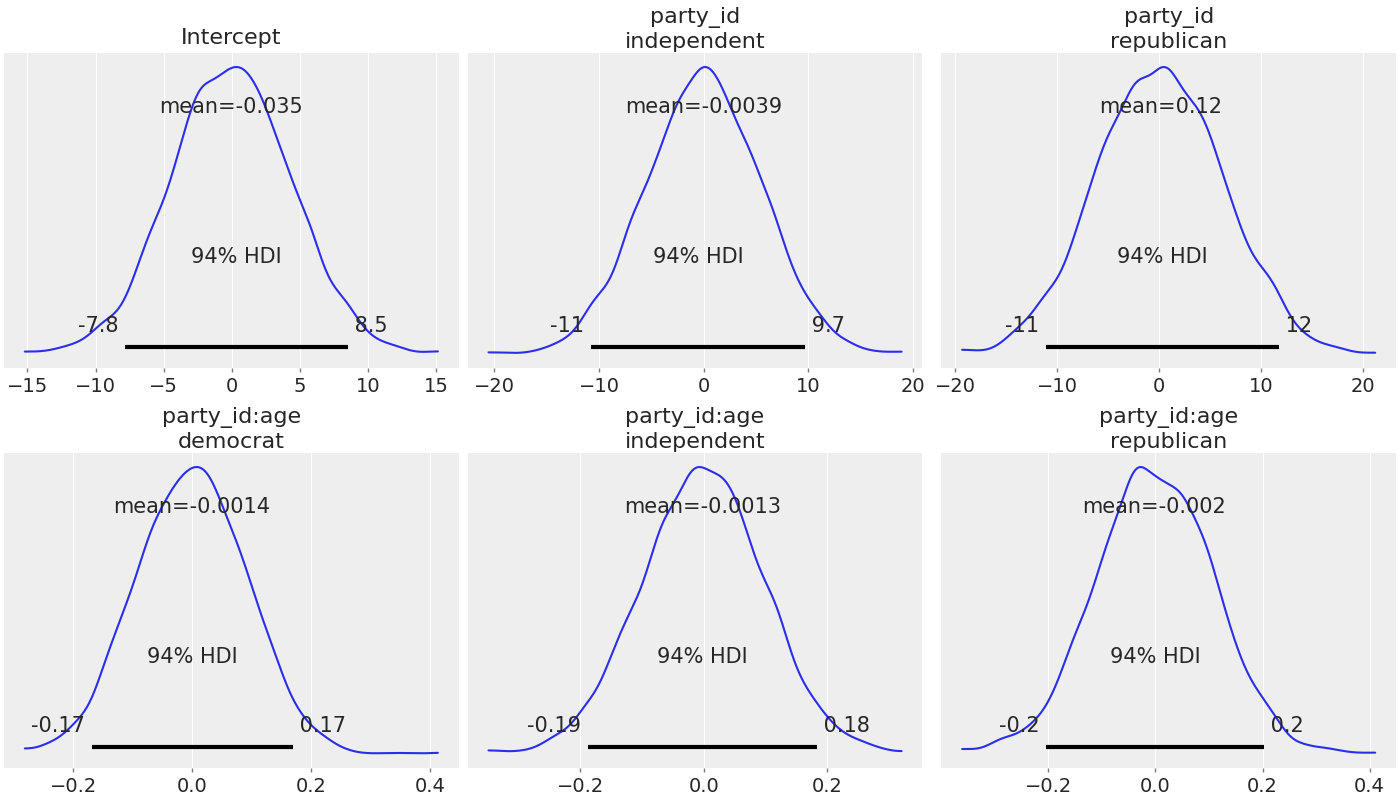 Intercept
mean=-0.035
94% HDI
-7.8 8.5
−15 −10 −5 0 5 10 15
party_id
independent
mean=-0.0039
94% HDI
-11 9.7
−20 −10 0 10 20
party_id
republican
mean=0.12
94% HDI
-11 12
−20 −10 0 10 20
party_id:age
democrat
mean=-0.0014
94% HDI
-0.17 0.17
−0.2 0.0 0.2 0.4
party_id:age
independent
mean=-0.0013
94% HDI
-0.19 0.18
−0.2 0.0 0.2
party_id:age
republican
mean=-0.002
94% HDI
-0.2 0.2
−0.2 0.0 0.2 0.4